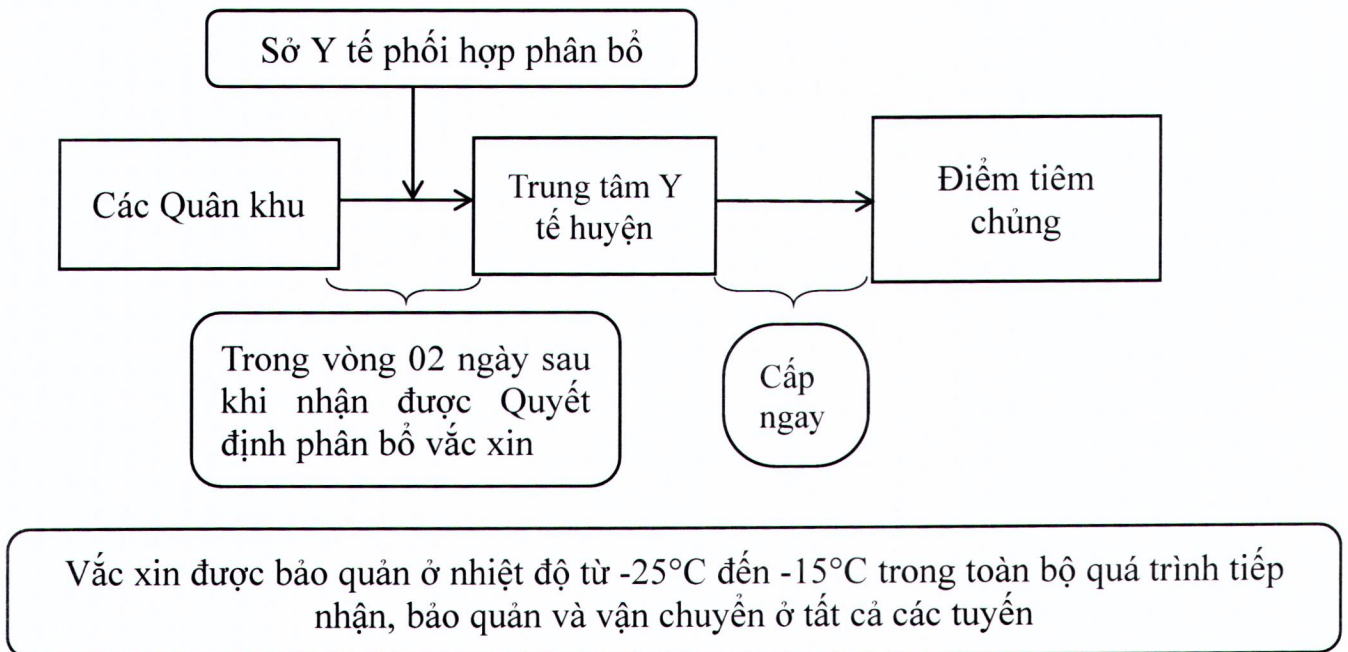 Sở Y tế phối hợp phân bổ
Các Quân khu
Trung tâm Y
tế huyện
Điểm tiêm
chủng
Trong vòng 02 ngày sau
khi nhận được Quyết
định phân bổ vắc xin
Cấp
ngay
Vắc xin được bảo quản ở nhiệt độ từ -25°C đến -15°C trong toàn bộ quá trình tiếp
nhận, bảo quản và vận chuyển ở tất cả các tuyến